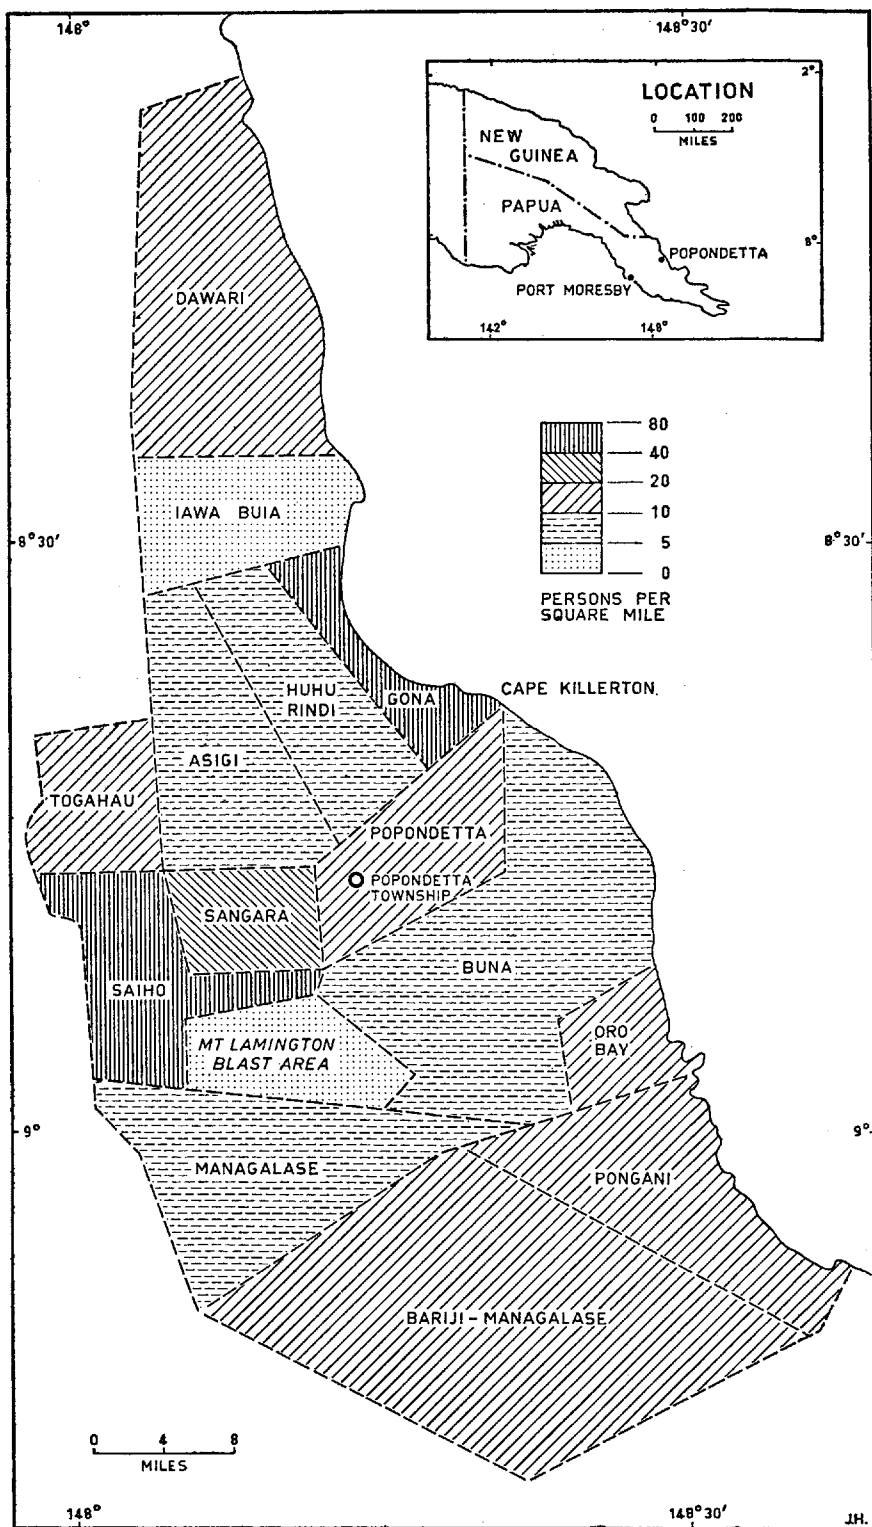 148°
148° 30′
2°
LOCATION
0 100 200
MILES
NEW
GUINEA
PAPUA
8°
POPONDETTA
PORT MORESBY
142°
148°
DAWARI
80
40
20
10
5
0
PERSONS PER
SQUARE MILE
IAWA BUIA
8° 30′
8° 30′
HUHU
RINDI
GONA
CAPE KILLERTON
ASIGI
TOGAHAU
POPONDETTA
POPONDETTA
TOWNSHIP
SANGARA
BUNA
SAIHO
ORO
BAY
MT LAMINGTON
BLAST AREA
9°
9°
MANAGALASE
PONGANI
BARIJI-MANAGALASE
0 4 8
MILES
148°
148° 30′
J.H.